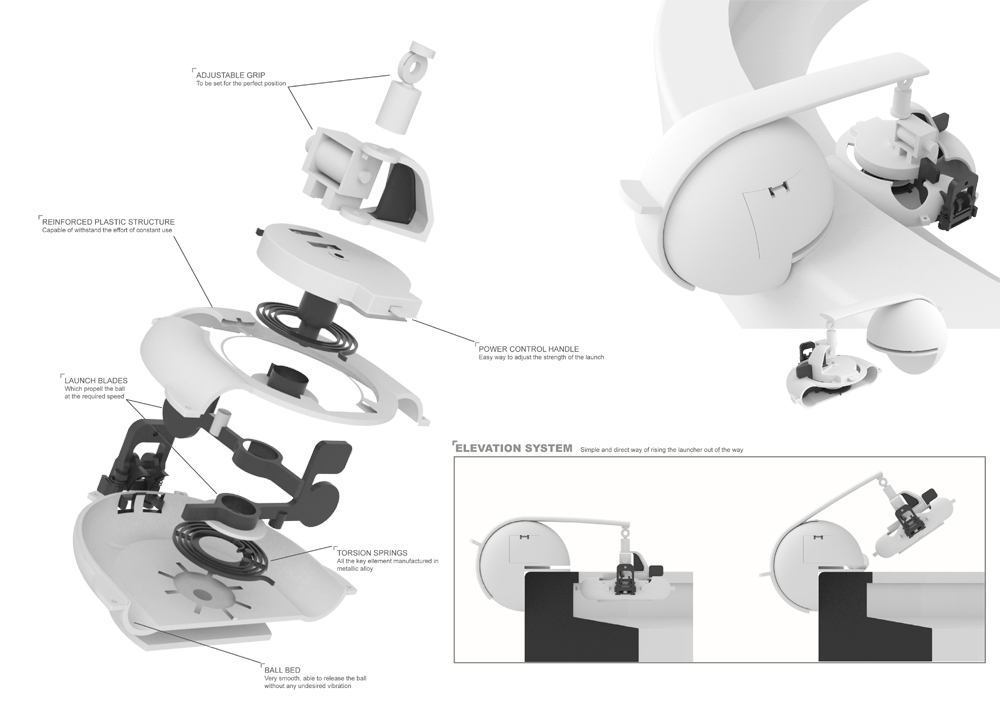 ADJUSTABLE GRIP
To be set for the perfect position
REINFORCED PLASTIC STRUCTURE
Capable of withstand the effort of constant use
POWER CONTROL HANDLE
Easy way to adjust the strength of the launch
LAUNCH BLADES
Which propell the ball
at the required speed
ELEVATION SYSTEM Simple and direct way of rising the launcher out of the way
TORSION SPRINGS
All the key eilement manufactured in
metallic alloy
BALL BED
Very smooth, able to release the ball
without any undesired vibration